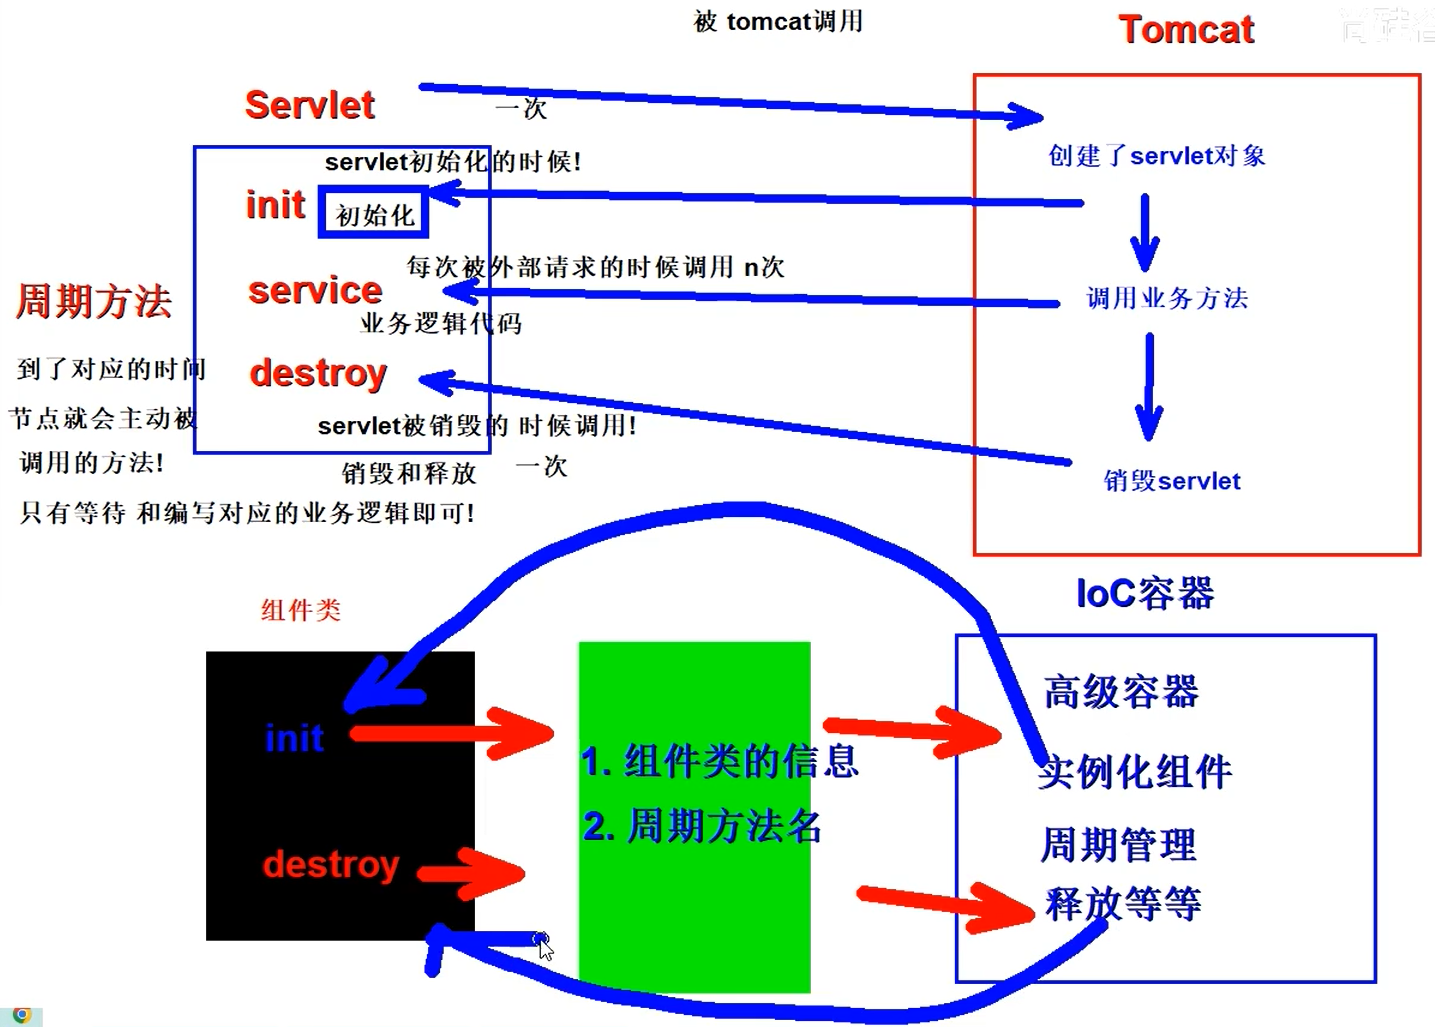 被 tomcat调用
Tomcat
尚硅谷
Servlet
一次
创建了servlet对象
servlet初始化的时候!
init
初始化
每次被外部请求的时候调用 n次
service
调用业务方法
业务逻辑代码
周期方法
到了对应的时间
节点就会主动被
调用的方法!
只有等待 和编写对应的业务逻辑即可!
destroy
servlet被销毁的 时候调用!
销毁和释放
一次
销毁servlet
组件类
init
destroy
1. 组件类的信息
2. 周期方法名
IoC容器
高级容器
实例化组件
周期管理
释放等等